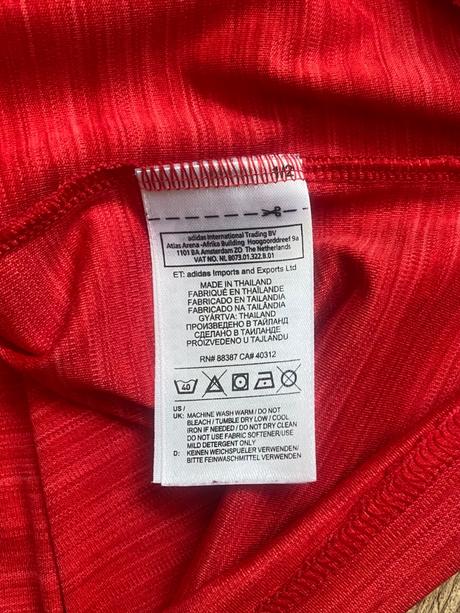 1/2
adidas International Trading BV
Atlas Arena -Afrika Building Hoogoorddreef 9a
1101 BA Amsterdam ZO The Netherlands
VAT NO. NL B073.01.322.B.01
ET: adidas Imports and Exports Ltd
MADE IN THAILAND
FABRIQUÉ EN THAÏLANDE
FABRICADO EN TAILANDIA
FABRICADO NA TAILÂNDIA
GYÁRTVA: THAILAND
ПРОИЗВЕДЕНО В ТАЙЛАНД
СДЕЛАНО В ТАИЛАНДЕ
PROIZVEDENO U TAJLANDU
RN# 88387 CA# 40312
40
US /
UK: MACHINE WASH WARM / DO NOT
BLEACH / TUMBLE DRY LOW / COOL
IRON IF NEEDED / DO NOT DRY CLEAN
DO NOT USE FABRIC SOFTENER/USE
MILD DETERGENT ONLY
D: KEINEN WEICHSPUELER VERWENDEN/
BITTE FEINWASCHMITTEL VERWENDEN